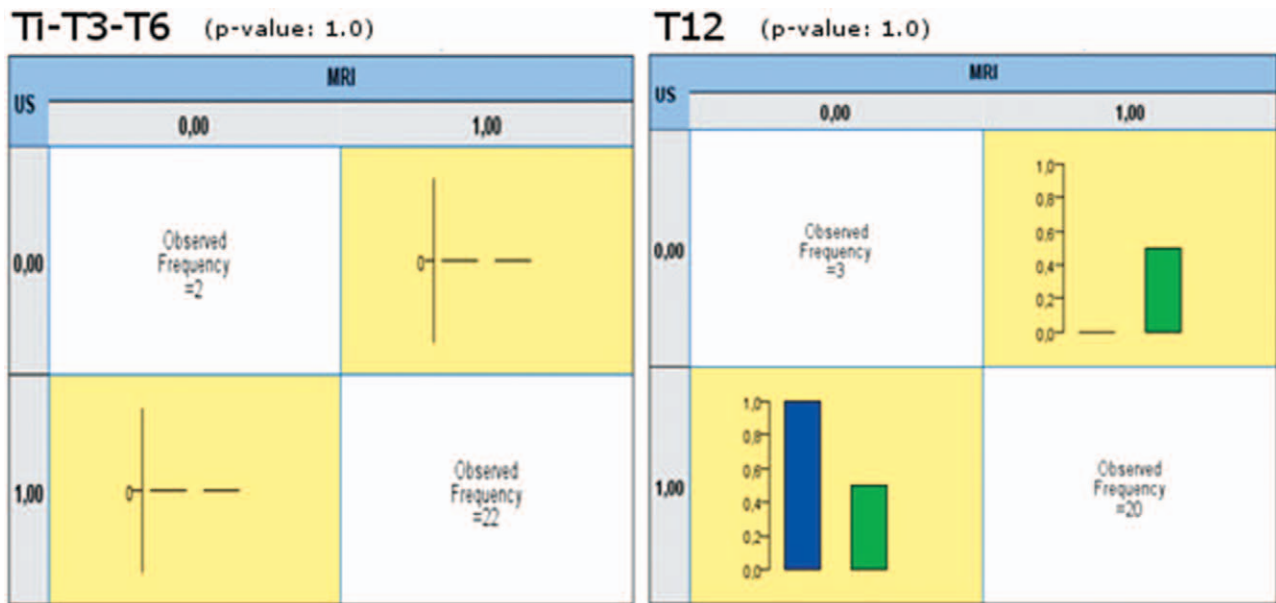 Ti-T3-T6 (p-value: 1.0)
US
MRI
0,00 1,00
0,00
Observed
Frequency
=2
0
1,00
0
Observed
Frequency
=22
T12 (p-value: 1.0)
US
MRI
0,00 1,00
0,00
Observed
Frequency
=3
1,0
0,8
0,6
0,4
0,2
0,0
1,00
1,0
0,8
0,6
0,4
0,2
0,0
Observed
Frequency
=20